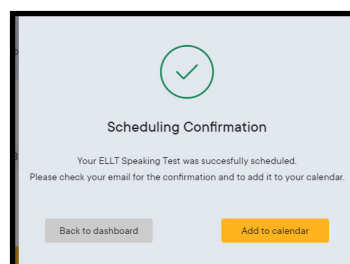 Scheduling Confirmation
Your ELLT Speaking Test was succesfully scheduled.
Please check your email for the confirmation and to add it to your calendar.
Back to dashboard
Add to calendar